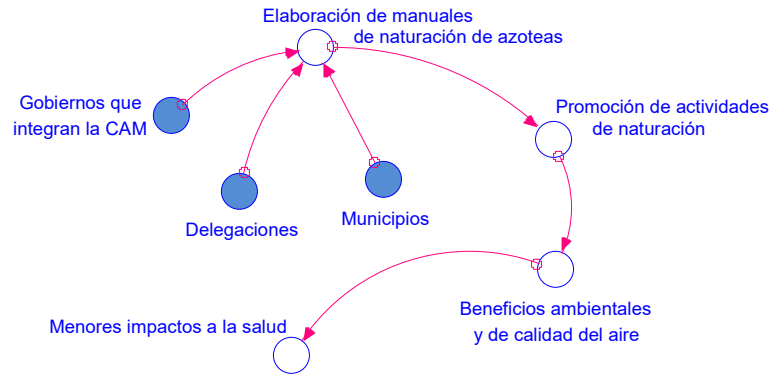 Elaboración de manuales
de naturación de azoteas
Gobiernos que
integran la CAM
Promoción de actividades
de naturación
Delegaciones
Municipios
Beneficios ambientales
y de calidad del aire
Menores impactos a la salud